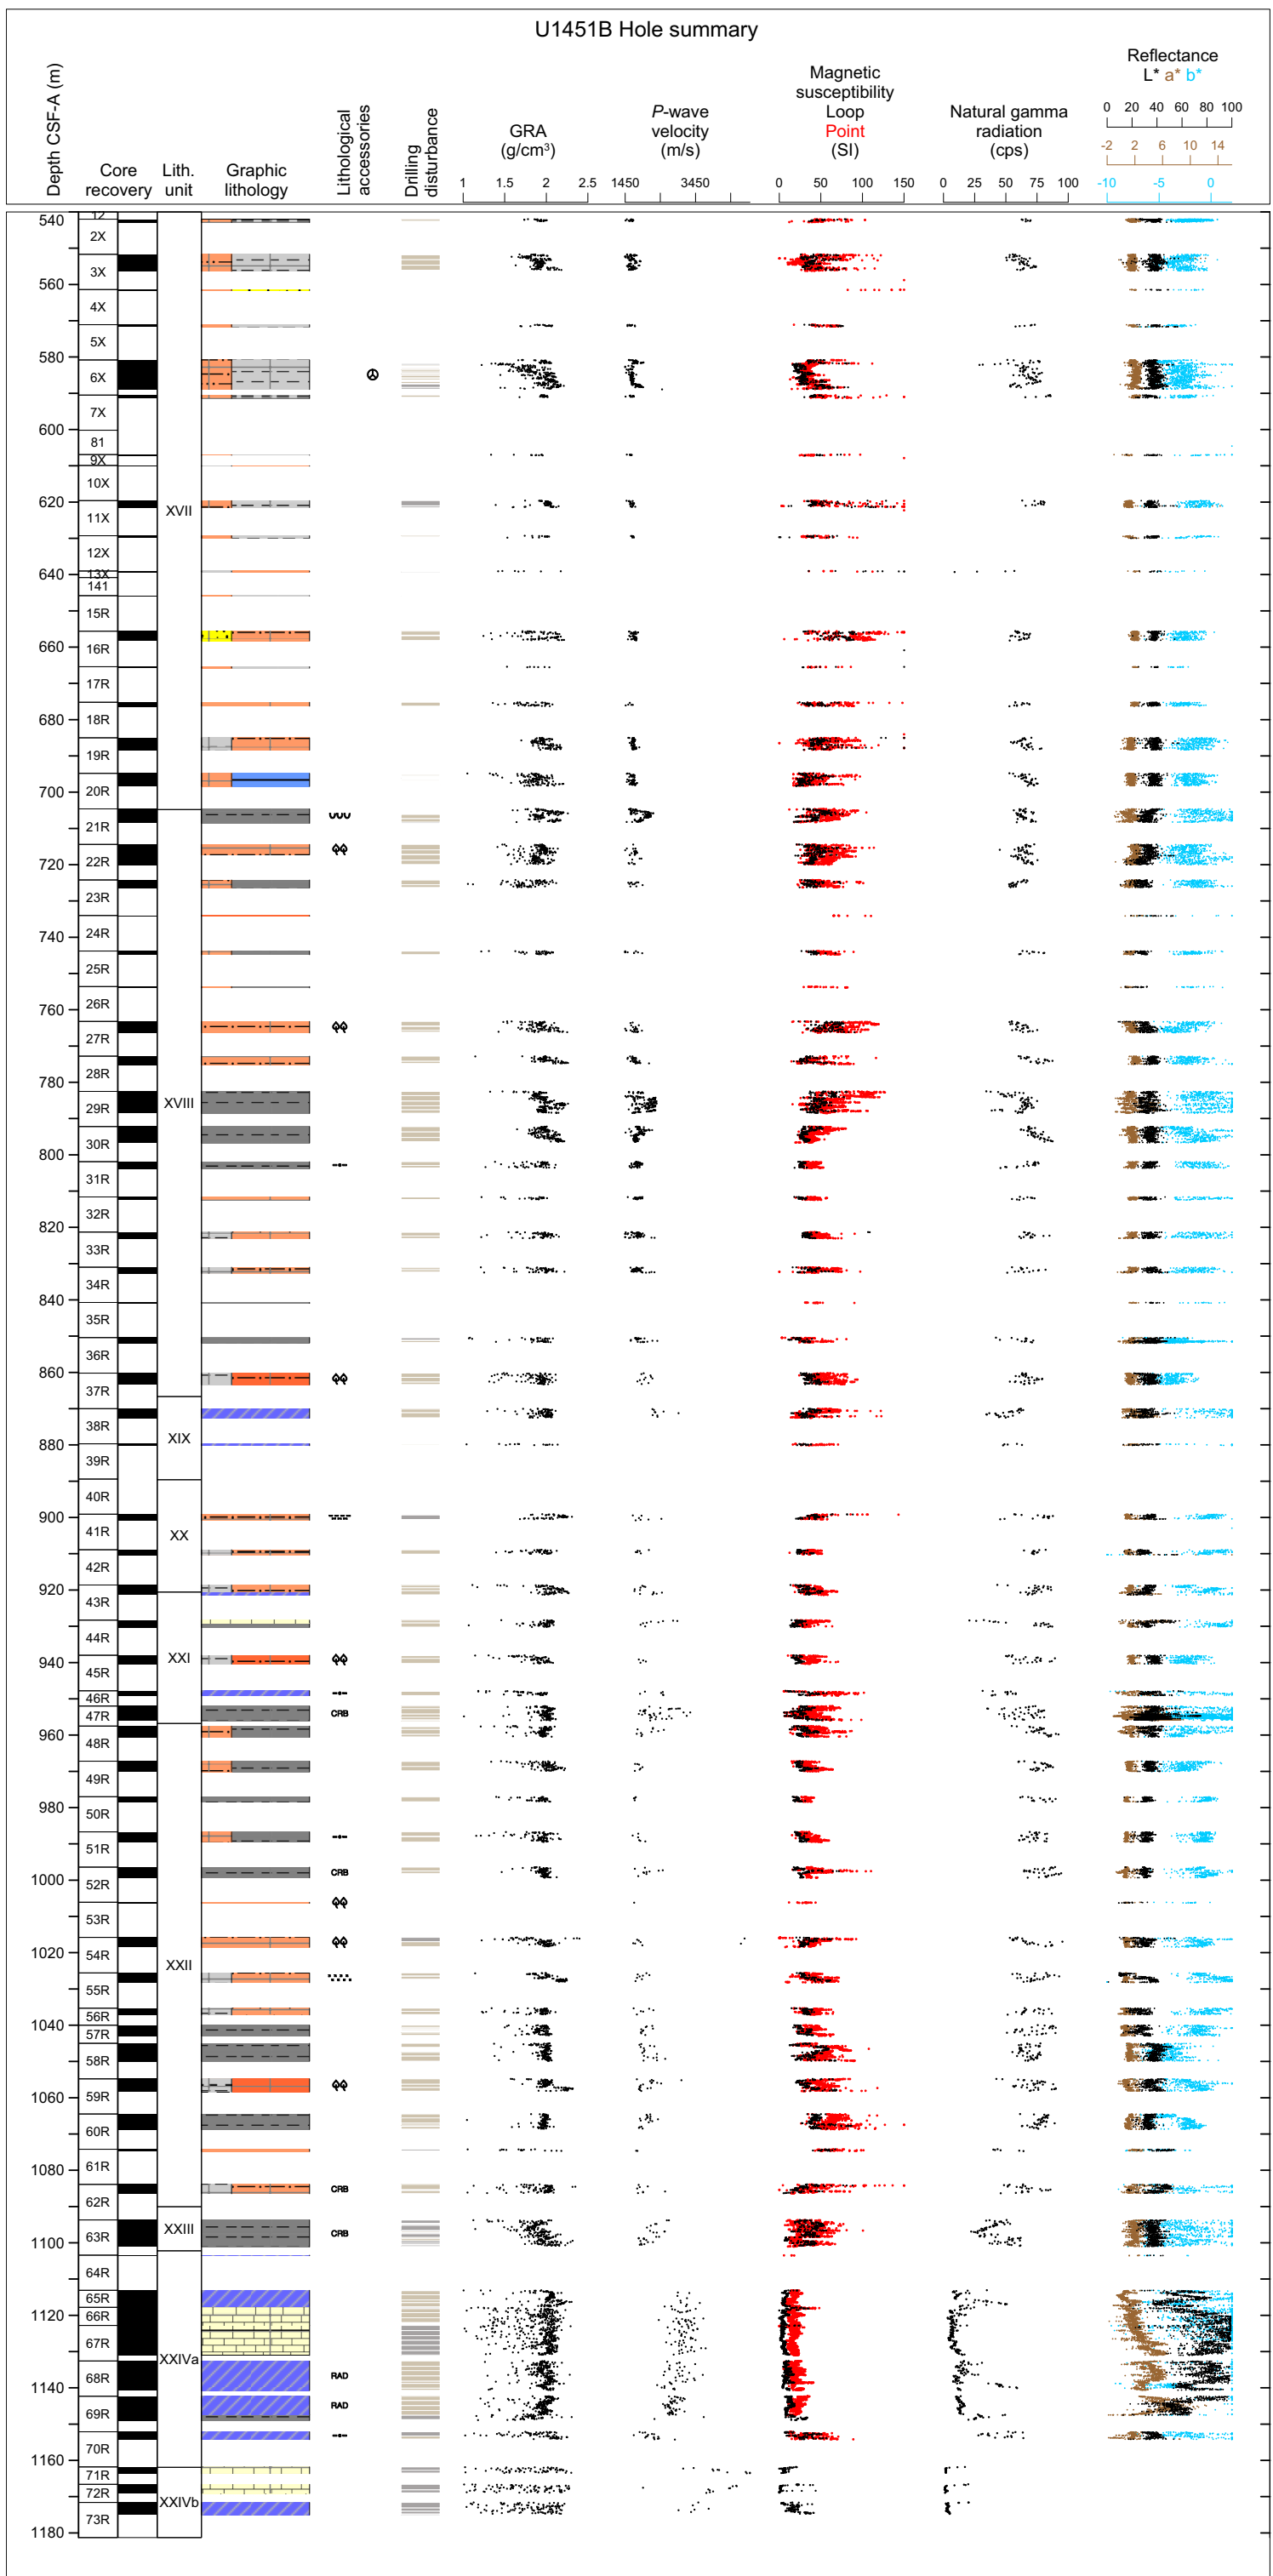 U1451B Hole summary
Depth CSF-A (m)
Core
recovery
Lith.
unit
Graphic
lithology
Lithological
accessories
Drilling
disturbance
GRA
(g/cm³)
1 1.5 2 2.5
P-wave
velocity
(m/s)
1450 3450
Magnetic
susceptibility
Loop
Point
(SI)
0 50 100 150
Natural gamma
radiation
(cps)
0 25 50 75 100
Reflectance
L* a* b*
0 20 40 60 80 100
-2 2 6 10 14
-10 -5 0
540
560
580
600
620
640
660
680
700
720
740
760
780
800
820
840
860
880
900
920
940
960
980
1000
1020
1040
1060
1080
1100
1120
1140
1160
1180
12
2X
3X
4X
5X
6X
7X
81
9X
10X
11X
12X
13X
141
15R
16R
17R
18R
19R
20R
21R
22R
23R
24R
25R
26R
27R
28R
29R
30R
31R
32R
33R
34R
35R
36R
37R
38R
39R
40R
41R
42R
43R
44R
45R
46R
47R
48R
49R
50R
51R
52R
53R
54R
55R
56R
57R
58R
59R
60R
61R
62R
63R
64R
65R
66R
67R
68R
69R
70R
71R
72R
73R
XVII
XVIII
XIX
XX
XXI
XXII
XXIII
XXIVa
XXIVb
CRB
CRB
CRB
CRB
RAD
RAD